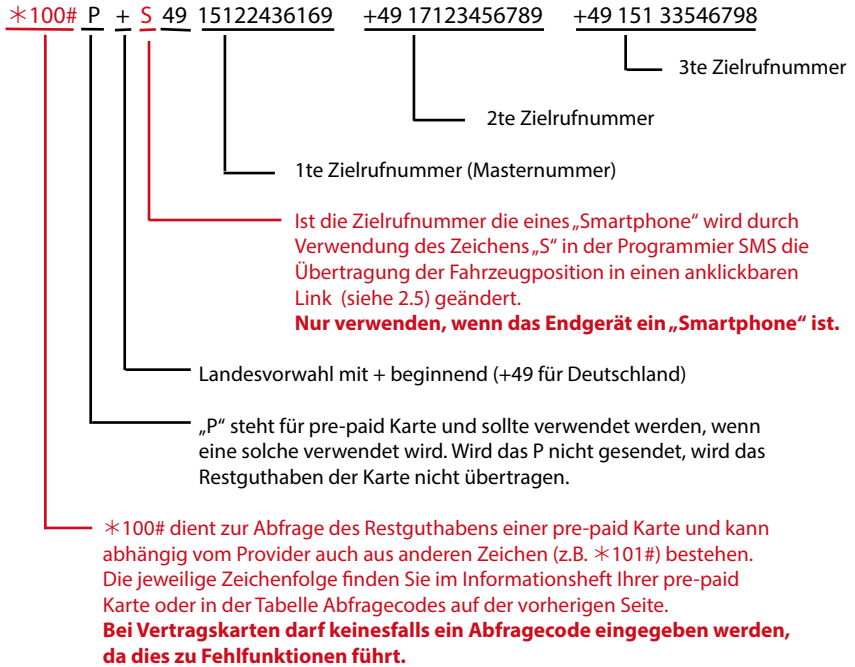 *100# P + S 49 15122436169 +49 17123456789 +49 151 33546798
3te Zielrufnummer
2te Zielrufnummer
1te Zielrufnummer (Masternummer)
Ist die Zielrufnummer die eines „Smartphone“ wird durch
Verwendung des Zeichens „S“ in der Programmier SMS die
Übertragung der Fahrzeugposition in einen anklickbaren
Link (siehe 2.5) geändert.
Nur verwenden, wenn das Endgerät ein „Smartphone“ ist.
Landesvorwahl mit + beginnend (+49 für Deutschland)
„P“ steht für pre-paid Karte und sollte verwendet werden, wenn
eine solche verwendet wird. Wird das P nicht gesendet, wird das
Restguthaben der Karte nicht übertragen.
*100# dient zur Abfrage des Restguthabens einer pre-paid Karte und kann
abhängig vom Provider auch aus anderen Zeichen (z.B. *101#) bestehen.
Die jeweilige Zeichenfolge finden Sie im Informationsheft Ihrer pre-paid
Karte oder in der Tabelle Abfragecodes auf der vorherigen Seite.
Bei Vertragskarten darf keinesfalls ein Abfragecode eingegeben werden,
da dies zu Fehlfunktionen führt.